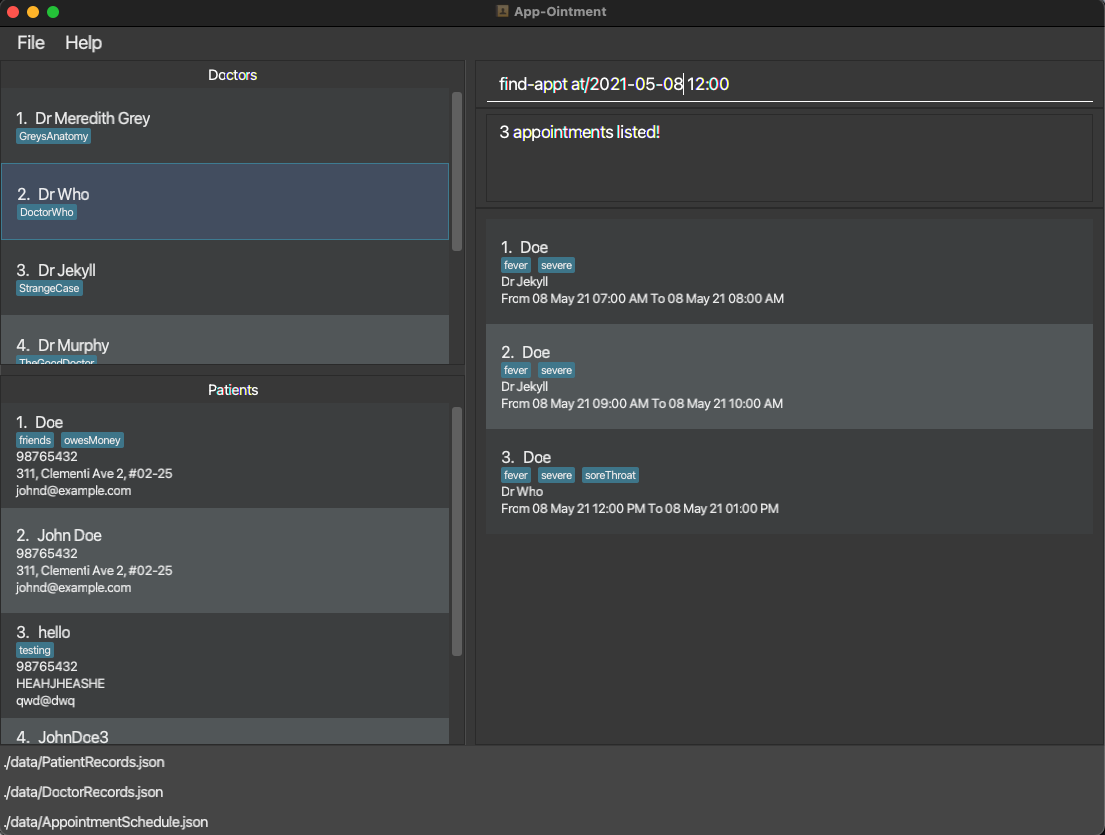 App-Ointment
File Help
Doctors
1. Dr Meredith Grey
GreysAnatomy
2. Dr Who
DoctorWho
3. Dr Jekyll
StrangeCase
4. Dr Murphy
TheGoodDoctor
Patients
1. Doe
friends owesMoney
98765432
311, Clementi Ave 2, #02-25
johnd@example.com
2. John Doe
98765432
311, Clementi Ave 2, #02-25
johnd@example.com
3. hello
testing
98765432
HEAHJHEASHE
qwd@dwq
4. JohnDoe3
find-appt at/2021-05-08 12:00
3 appointments listed!
1. Doe
fever severe
Dr Jekyll
From 08 May 21 07:00 AM To 08 May 21 08:00 AM
2. Doe
fever severe
Dr Jekyll
From 08 May 21 09:00 AM To 08 May 21 10:00 AM
3. Doe
fever severe soreThroat
Dr Who
From 08 May 21 12:00 PM To 08 May 21 01:00 PM
./data/PatientRecords.json
./data/DoctorRecords.json
./data/AppointmentSchedule.json